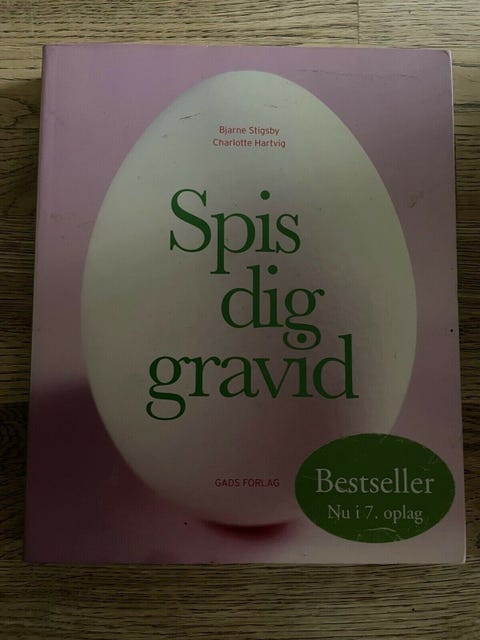 Bjarne Stigsby
Charlotte Hartvig
Spis
dig
gravid
GADS FORLAG
Bestseller
Nu i 7. oplag